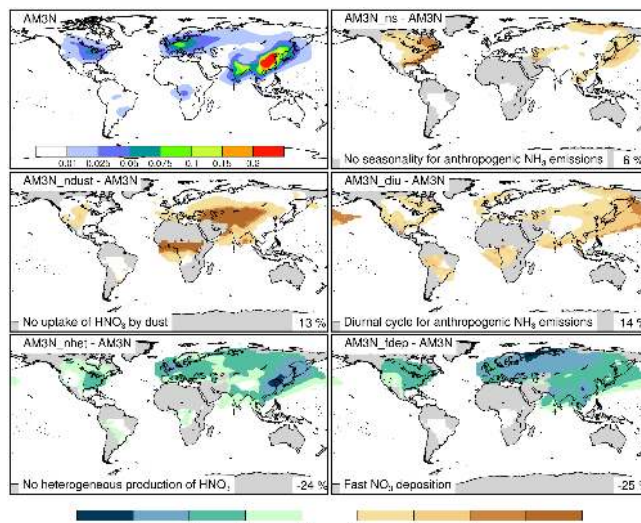 AM3N
AM3N_ns - AM3N
0.01 0.025 0.05 0.075 0.1 0.15 0.2
No seasonality for anthropogenic NH₃ emissions
6 %
AM3N_ndust - AM3N
AM3N_diu - AM3N
No uptake of HNO₃ by dust
13 %
Diurnal cycle for anthropogenic NH₃ emissions
14 %
AM3N_nhet - AM3N
AM3N_fdep - AM3N
No heterogeneous production of HNO₃
-24 %
Fast NO₃ deposition
-25 %